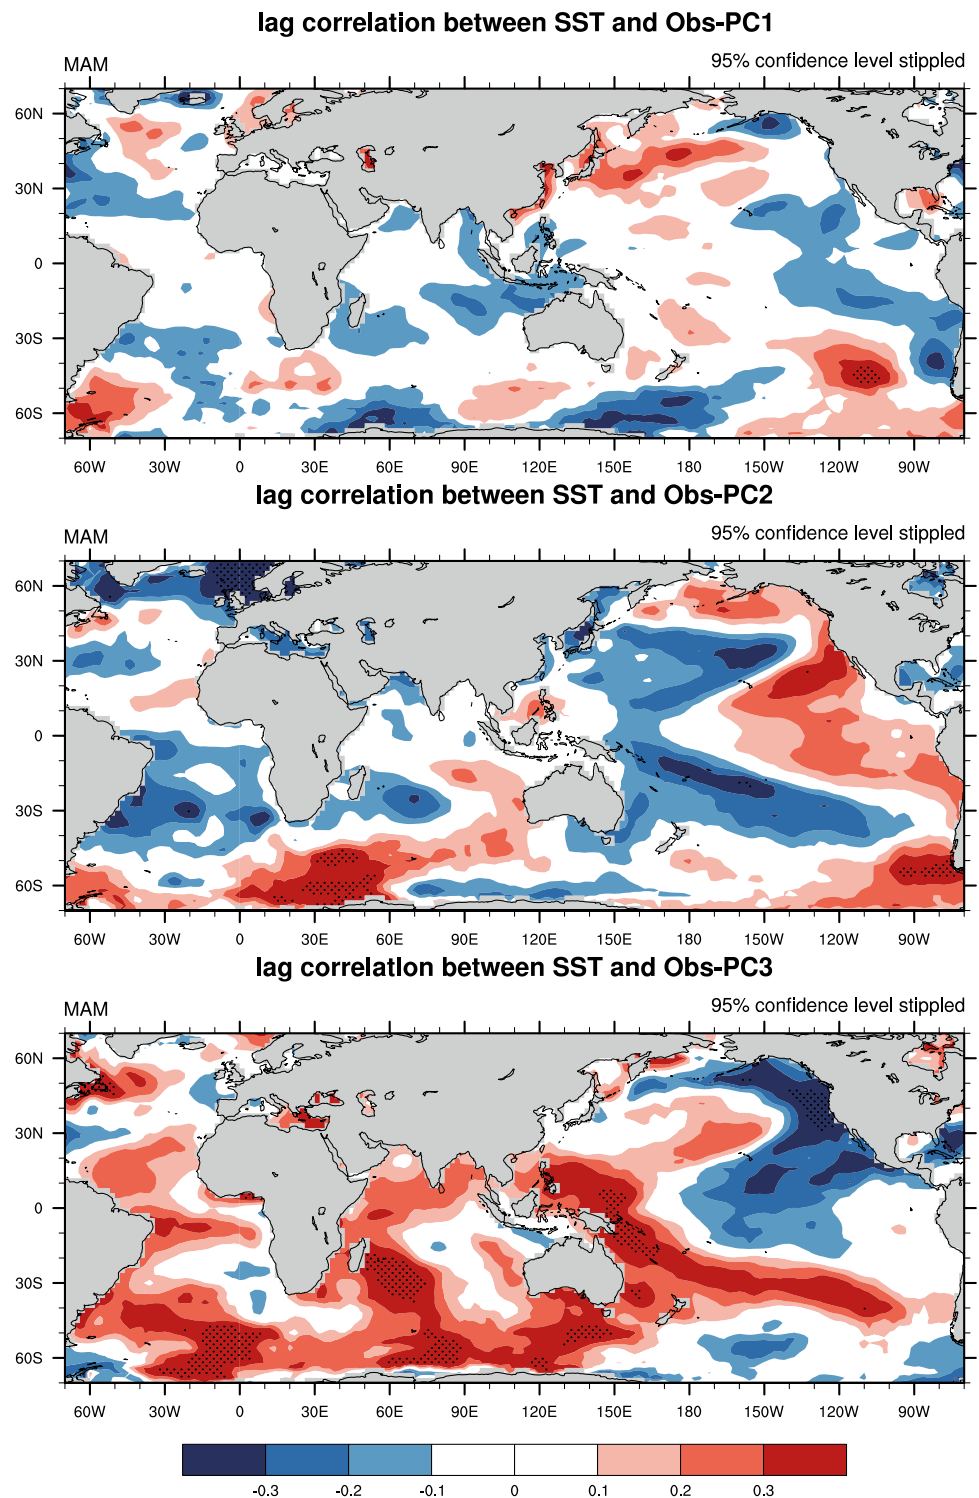 lag correlation between SST and Obs-PC1
MAM 95% confidence level stippled
60N
30N
0
30S
60S
60W 30W 0 30E 60E 90E 120E 150E 180 150W 120W 90W
lag correlation between SST and Obs-PC2
MAM 95% confidence level stippled
60N
30N
0
30S
60S
60W 30W 0 30E 60E 90E 120E 150E 180 150W 120W 90W
lag correlation between SST and Obs-PC3
MAM 95% confidence level stippled
60N
30N
0
30S
60S
60W 30W 0 30E 60E 90E 120E 150E 180 150W 120W 90W
-0.3 -0.2 -0.1 0 0.1 0.2 0.3